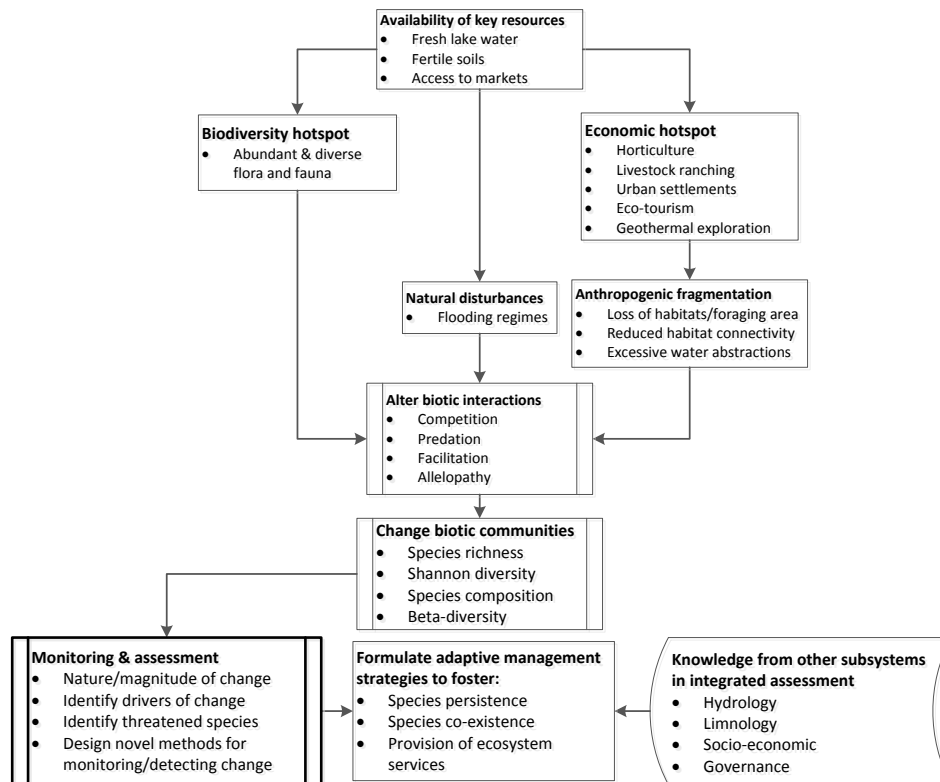 Availability of key resources
• Fresh lake water
• Fertile soils
• Access to markets
Biodiversity hotspot
• Abundant & diverse
flora and fauna
Economic hotspot
• Horticulture
• Livestock ranching
• Urban settlements
• Eco-tourism
• Geothermal exploration
Natural disturbances
• Flooding regimes
Anthropogenic fragmentation
• Loss of habitats/foraging area
• Reduced habitat connectivity
• Excessive water abstractions
Alter biotic interactions
• Competition
• Predation
• Facilitation
• Allelopathy
Change biotic communities
• Species richness
• Shannon diversity
• Species composition
• Beta-diversity
Monitoring & assessment
• Nature/magnitude of change
• Identify drivers of change
• Identify threatened species
• Design novel methods for
monitoring/detecting change
Formulate adaptive management
strategies to foster:
• Species persistence
• Species co-existence
• Provision of ecosystem
services
Knowledge from other subsystems
in integrated assessment
• Hydrology
• Limnology
• Socio-economic
• Governance